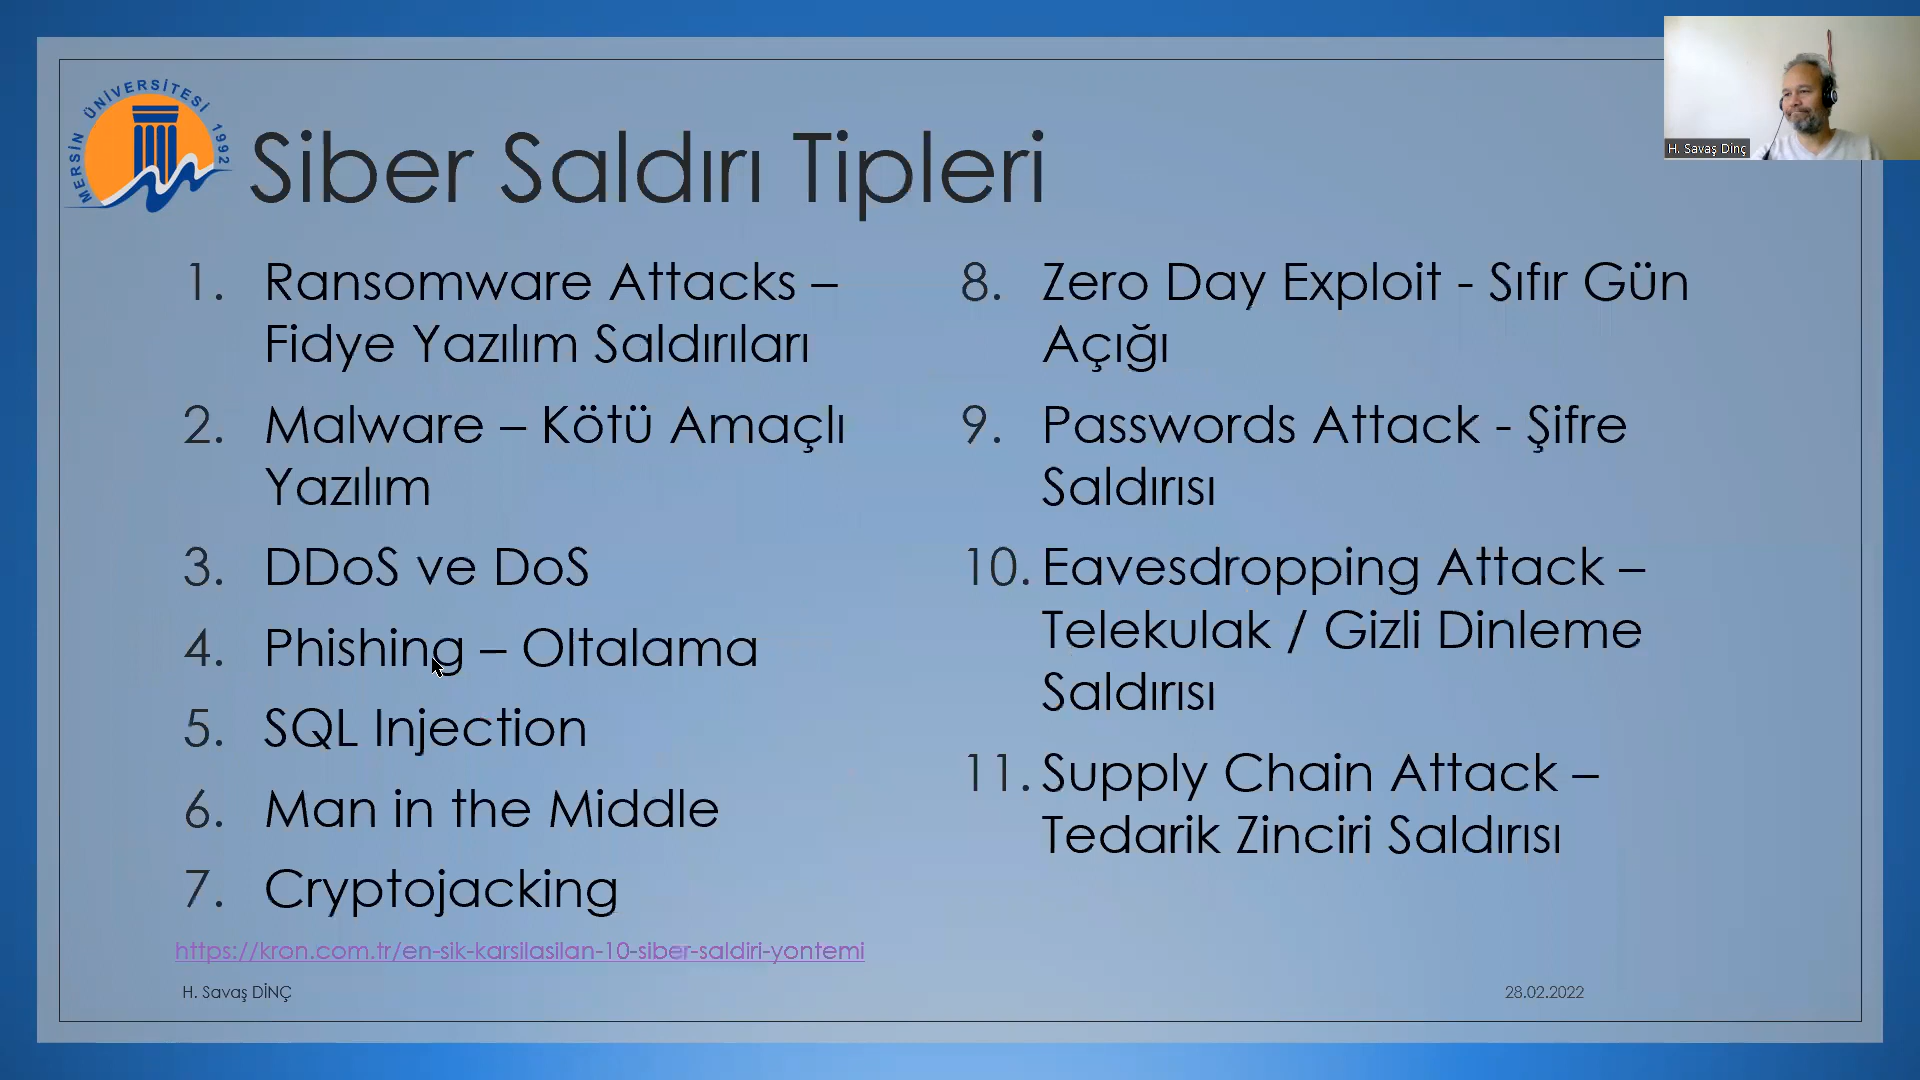 MERSİN ÜNİVERSİTESİ 1992
Siber Saldırı Tipleri
1. Ransomware Attacks –
Fidye Yazılım Saldırıları
2. Malware – Kötü Amaçlı
Yazılım
3. DDoS ve DoS
4. Phishing – Oltalama
5. SQL Injection
6. Man in the Middle
7. Cryptojacking
https://kron.com.tr/en-sik-karsilasilan-10-siber-saldiri-yontemi
8. Zero Day Exploit - Sıfır Gün
Açığı
9. Passwords Attack - Şifre
Saldırısı
10. Eavesdropping Attack –
Telekulak / Gizli Dinleme
Saldırısı
11. Supply Chain Attack –
Tedarik Zinciri Saldırısı
H. Savaş DİNÇ
28.02.2022
H. Savaş Dinç